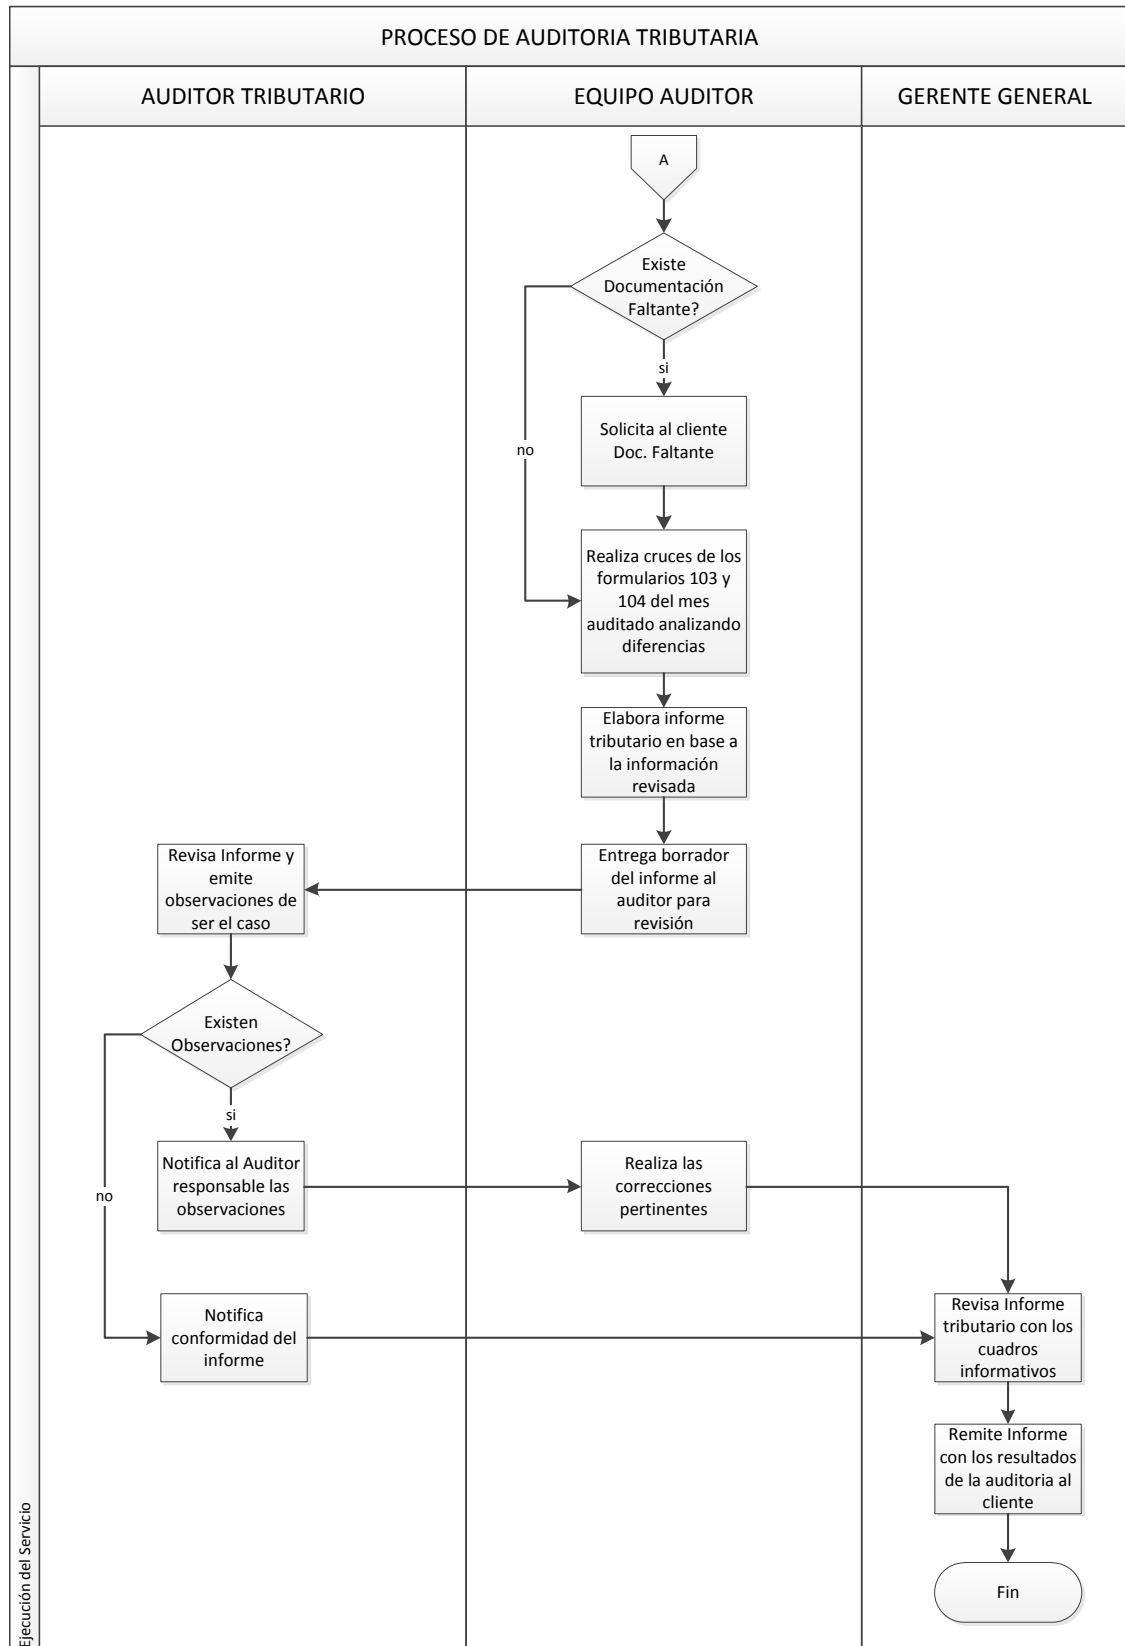 PROCESO DE AUDITORIA TRIBUTARIA
AUDITOR TRIBUTARIO
EQUIPO AUDITOR
GERENTE GENERAL
Ejecución del Servicio
A
Existe
Documentación
Faltante?
si
no
Solicita al cliente
Doc. Faltante
Realiza cruces de los
formularios 103 y
104 del mes
auditado analizando
diferencias
Elabora informe
tributario en base a
la información
revisada
Entrega borrador
del informe al
auditor para
revisión
Revisa Informe y
emite
observaciones de
ser el caso
Existen
Observaciones?
si
no
Notifica al Auditor
responsable las
observaciones
Realiza las
correcciones
pertinentes
Notifica
conformidad del
informe
Revisa Informe
tributario con los
cuadros
informativos
Remite Informe
con los resultados
de la auditoria al
cliente
Fin